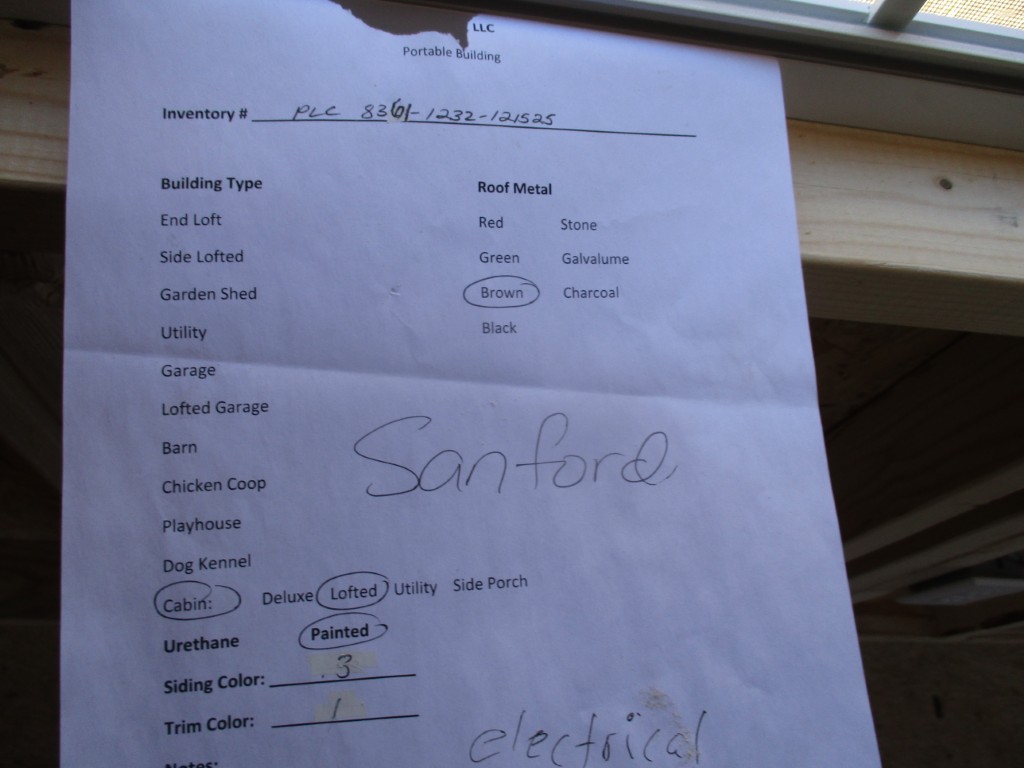 LLC
Portable Building
Inventory # PLC 8361-1232-121525
Building Type Roof Metal
End Loft Red Stone
Side Lofted Green Galvalume
Garden Shed Brown Charcoal
Utility Black
Garage
Lofted Garage
Barn
Sanford
Chicken Coop
Playhouse
Dog Kennel
Cabin: Deluxe Lofted Utility Side Porch
Urethane Painted
Siding Color: 3
Trim Color: 1
electrical
Notes: